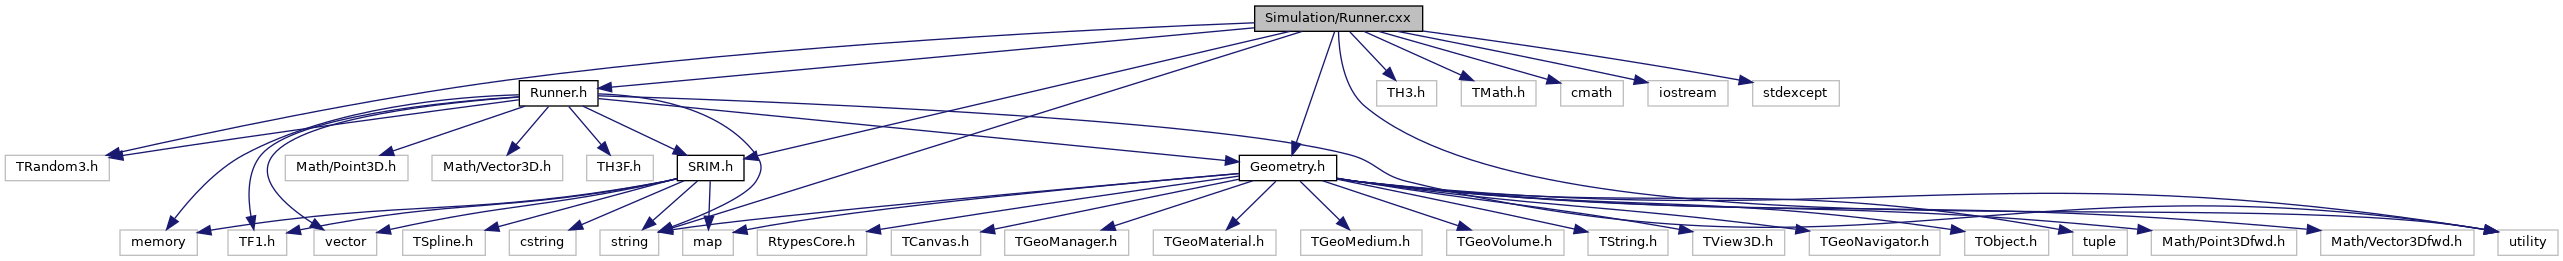 Simulation/Runner.cxx
Runner.h
TH3.h
TMath.h
cmath
iostream
stdexcept
TRandom3.h
Math/Point3D.h
Math/Vector3D.h
TH3F.h
SRIM.h
Geometry.h
memory
TF1.h
vector
TSpline.h
cstring
string
map
RtypesCore.h
TCanvas.h
TGeoManager.h
TGeoMaterial.h
TGeoMedium.h
TGeoVolume.h
TString.h
TView3D.h
TGeoNavigator.h
TObject.h
tuple
Math/Point3Dfwd.h
Math/Vector3Dfwd.h
utility